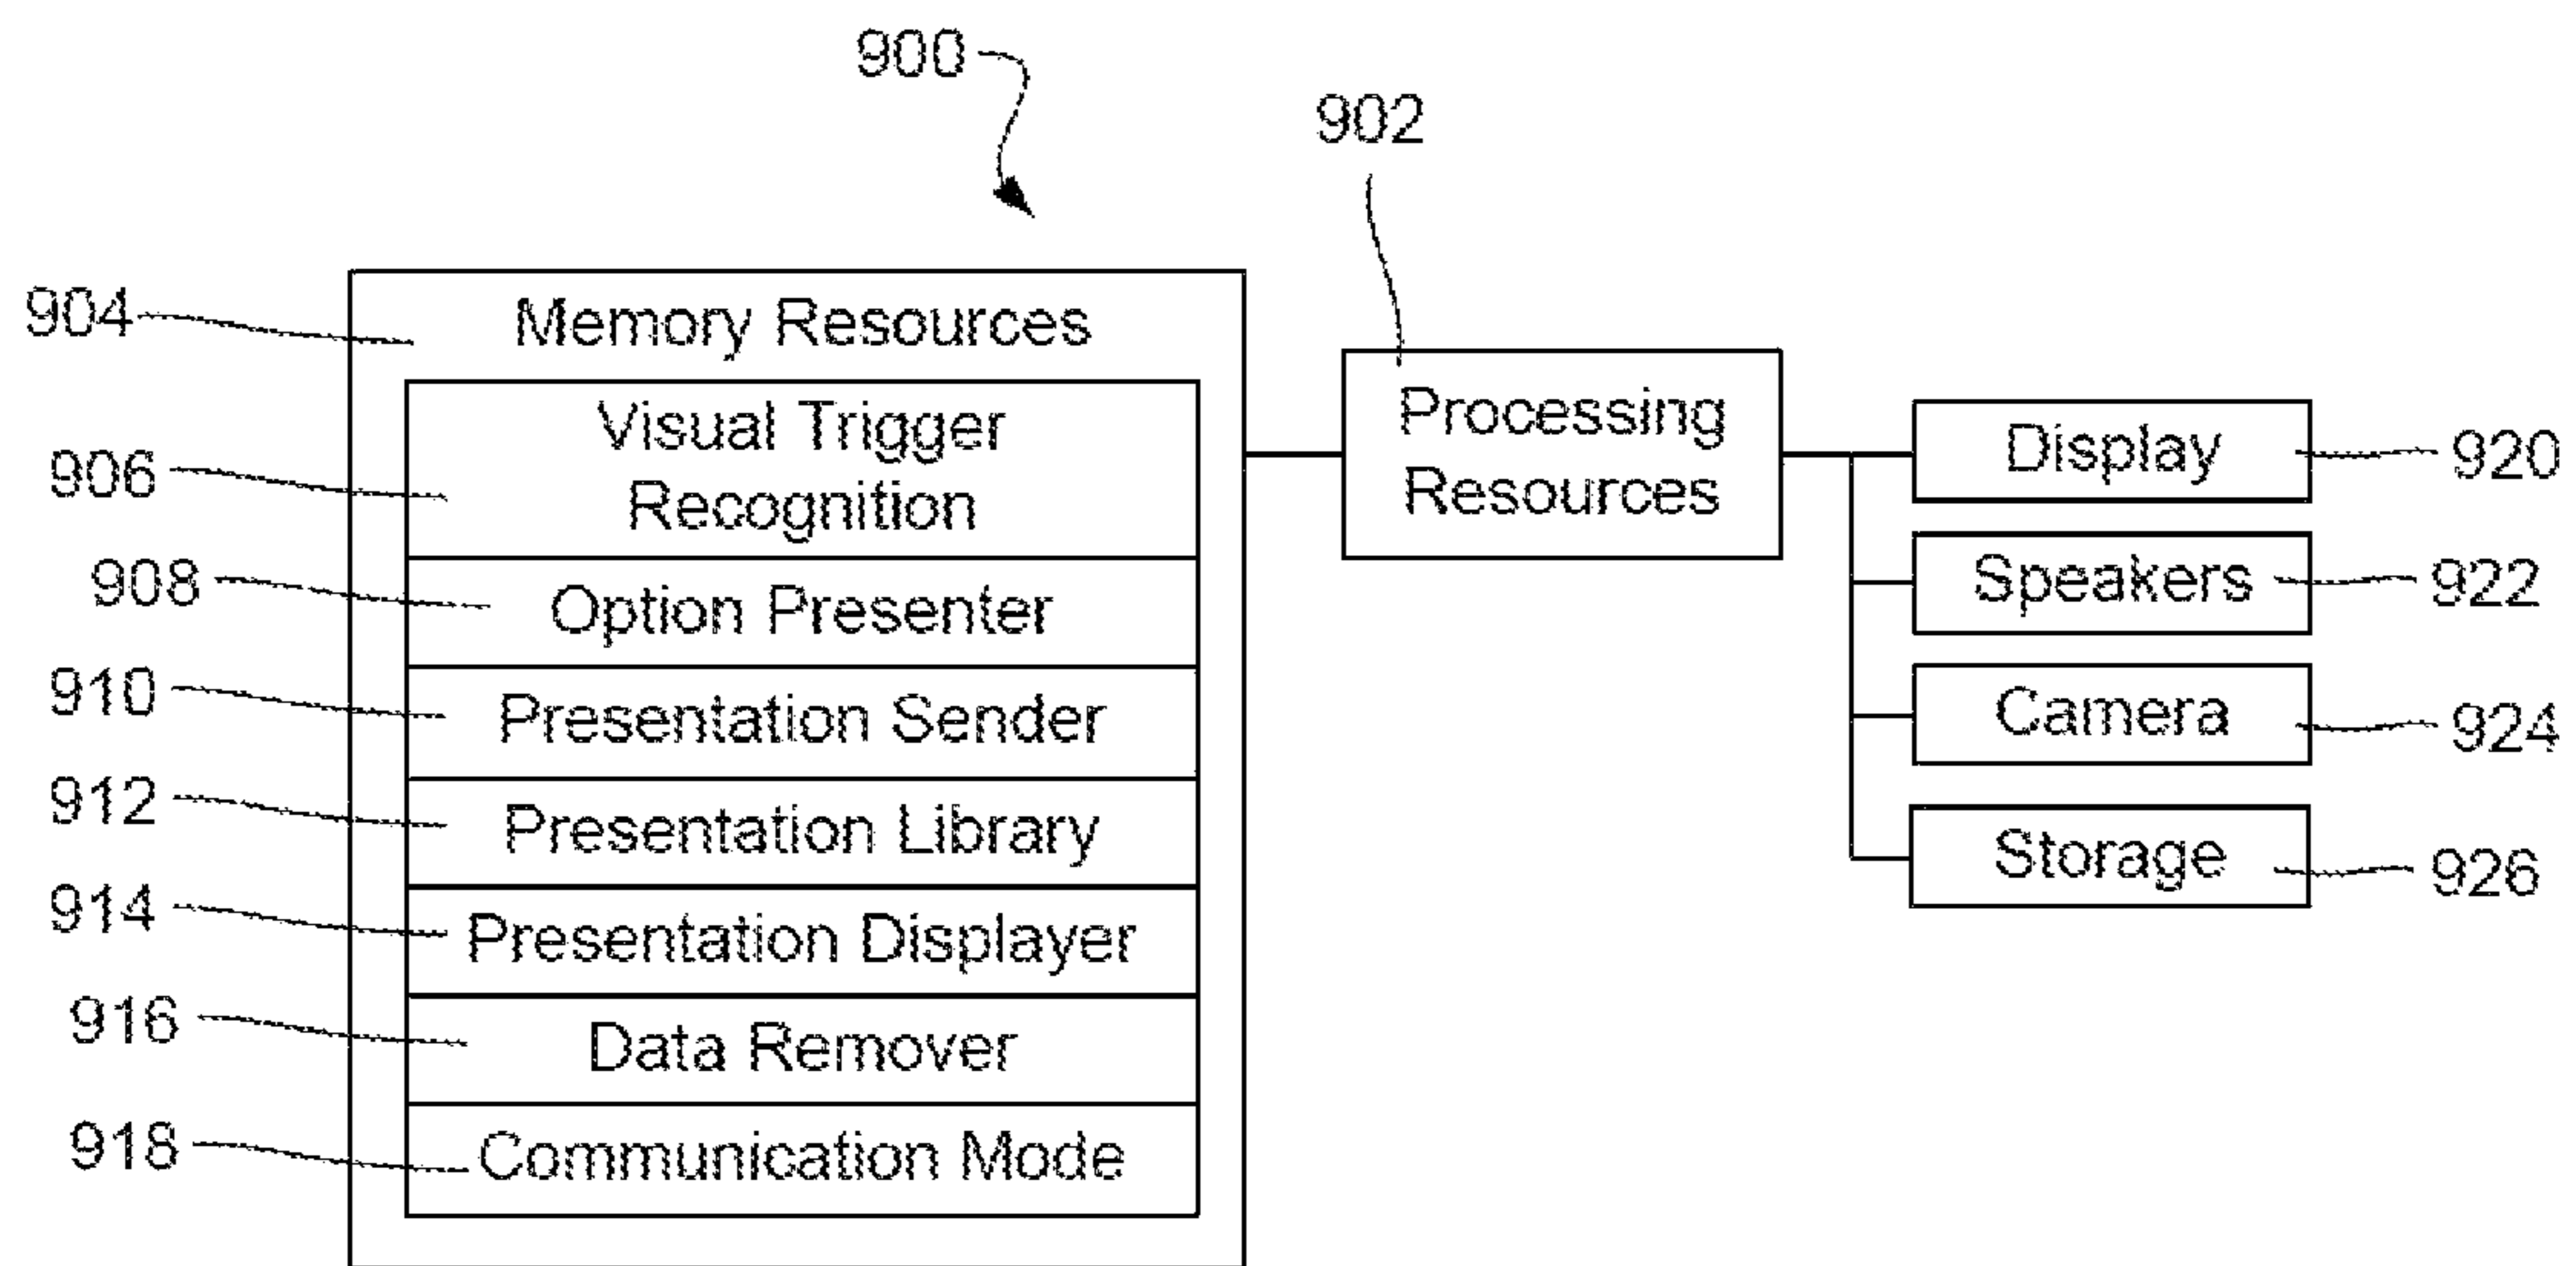 900
902
904
Memory Resources
Visual Trigger
Recognition
906
Option Presenter
908
Presentation Sender
910
Presentation Library
912
Presentation Displayer
914
Data Remover
916
Communication Mode
918
Processing
Resources
Display
920
Speakers
922
Camera
924
Storage
926